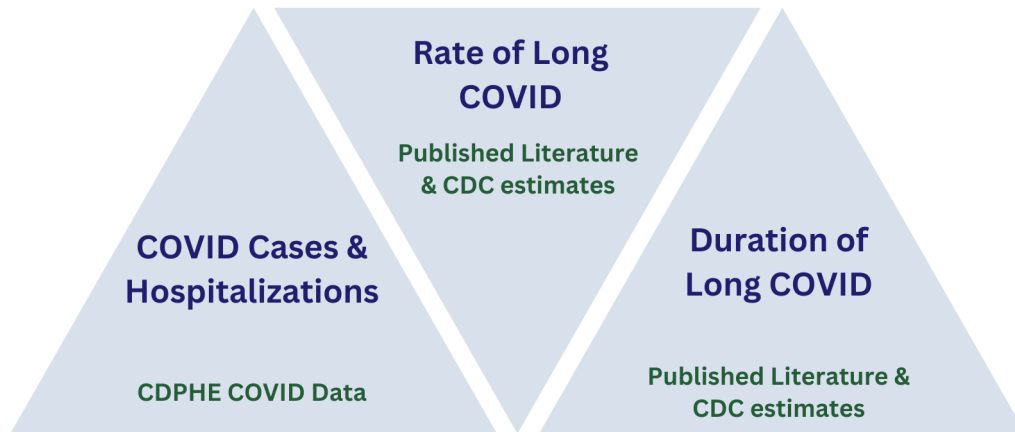 COVID Cases &
Hospitalizations
CDPHE COVID Data
Rate of Long
COVID
Published Literature
& CDC estimates
Duration of
Long COVID
Published Literature &
CDC estimates